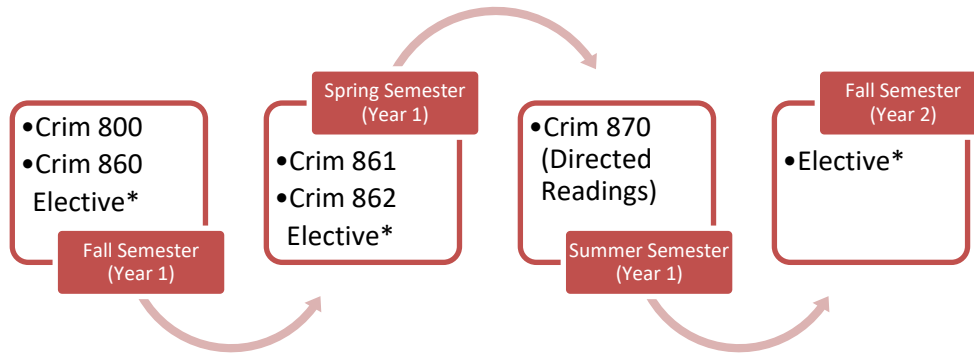 •Crim 800
•Crim 860
Elective*
Fall Semester
(Year 1)
Spring Semester
(Year 1)
•Crim 861
•Crim 862
Elective*
•Crim 870
(Directed
Readings)
Summer Semester
(Year 1)
Fall Semester
(Year 2)
•Elective*